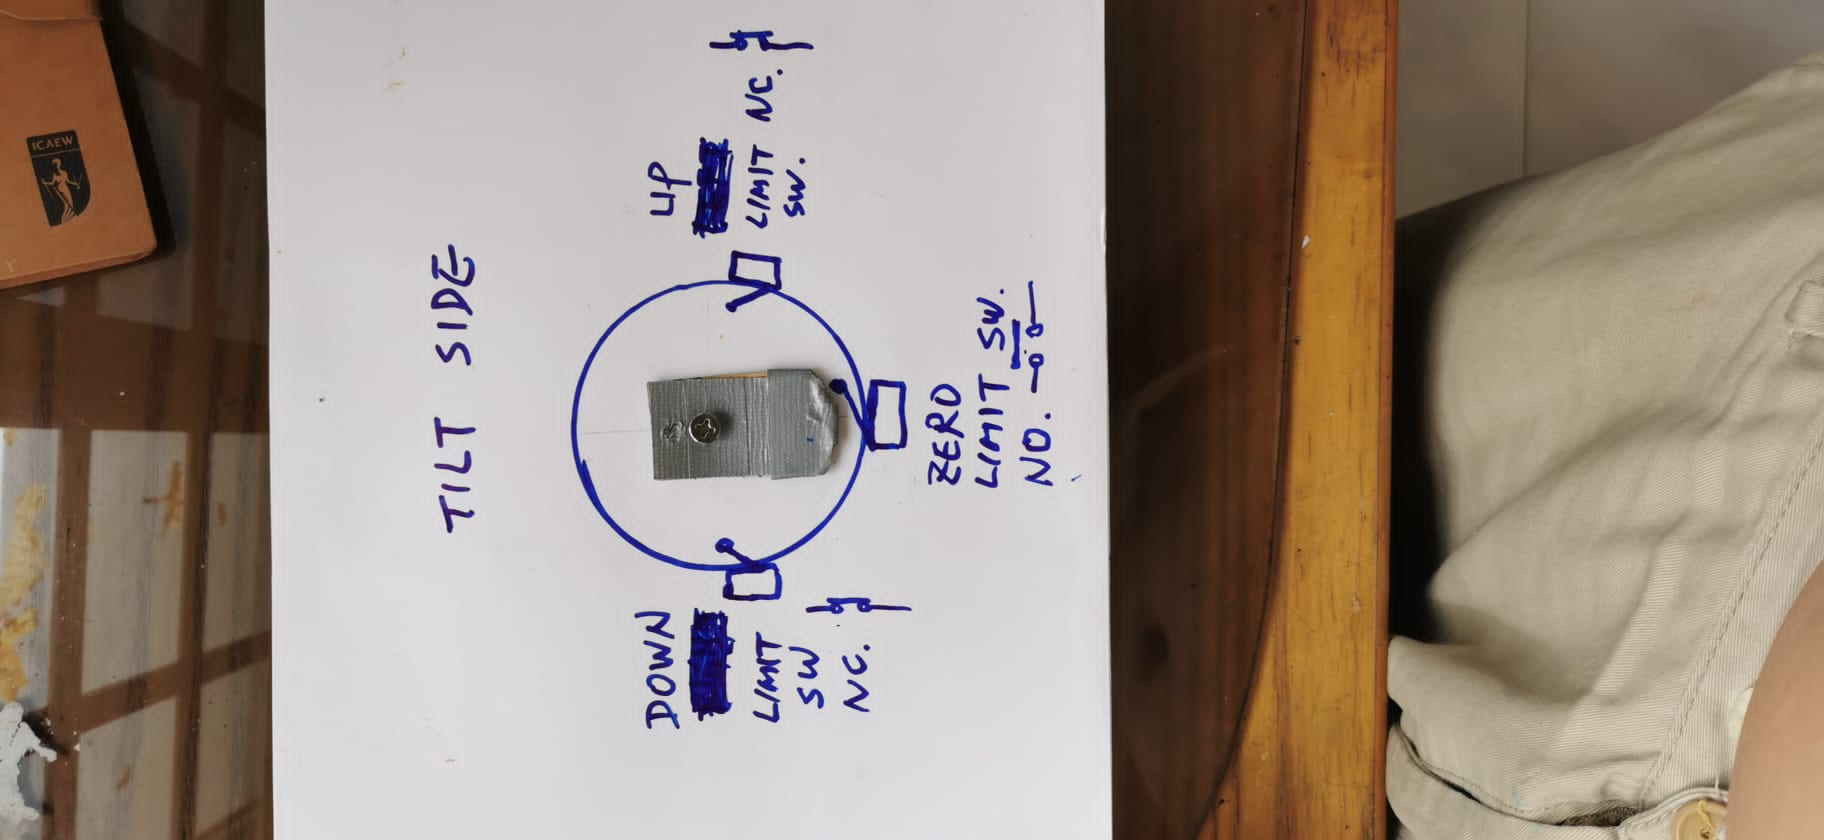 TILT SIDE
DOWN
LIMIT
SW
NC.
UP
LIMIT NC.
SW.
ZERO
LIMIT SW.
NO.
ICAEW